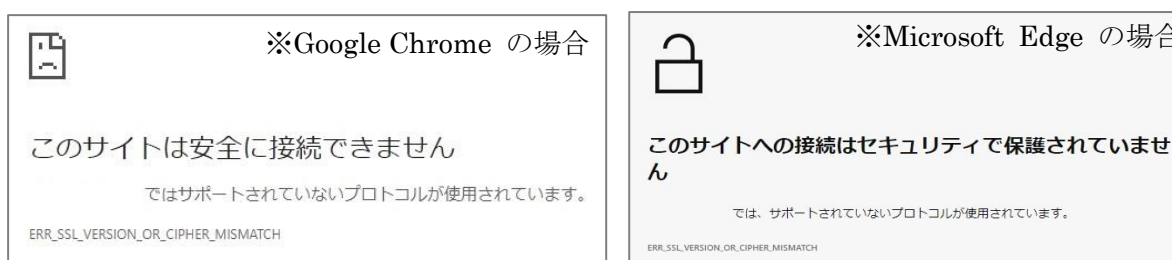 ※Google Chrome の場合
このサイトは安全に接続できません
ではサポートされていないプロトコルが使用されています。
ERR_SSL_VERSION_OR_CIPHER_MISMATCH
※Microsoft Edge の場合
このサイトへの接続はセキュリティで保護されていませ
ん
では、サポートされていないプロトコルが使用されています。
ERR_SSL_VERSION_OR_CIPHER_MISMATCH